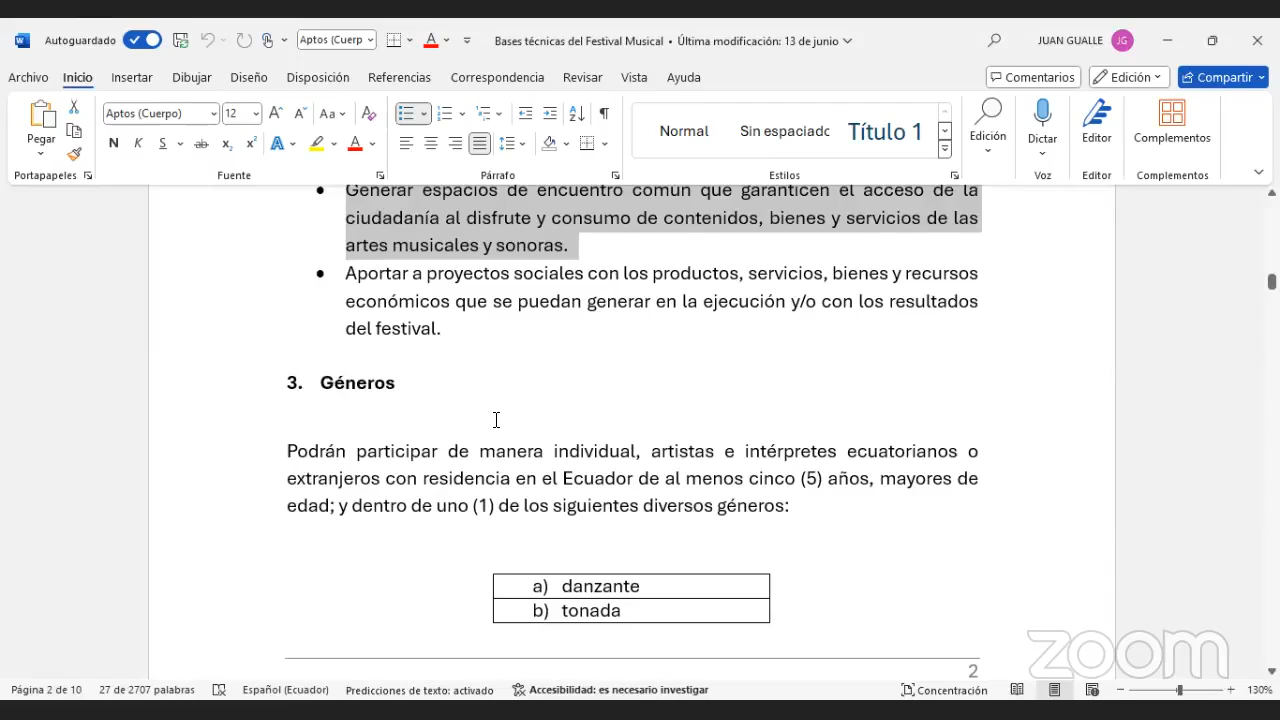 Autoguardado
Aptos (Cuerp
Bases técnicas del Festival Musical • Última modificación: 13 de junio
JUAN GUALLE JG
Archivo Inicio Insertar Dibujar Diseño Disposición Referencias Correspondencia Revisar Vista Ayuda
Comentarios Edición Compartir
Pegar
Aptos (Cuerpo) 12
N K S ab x₂ x²
Normal Sin espaciado Título 1
Edición Dictar Editor Complementos
Portapapeles Fuente Párrafo Estilos Voz Editor Complementos
• Generar espacios de encuentro común que garanticen el acceso de la
ciudadanía al disfrute y consumo de contenidos, bienes y servicios de las
artes musicales y sonoras.
• Aportar a proyectos sociales con los productos, servicios, bienes y recursos
económicos que se puedan generar en la ejecución y/o con los resultados
del festival.
3. Géneros
Podrán participar de manera individual, artistas e intérpretes ecuatorianos o
extranjeros con residencia en el Ecuador de al menos cinco (5) años, mayores de
edad; y dentro de uno (1) de los siguientes diversos géneros:
a) danzante
b) tonada
2
zoom
Página 2 de 10 27 de 2707 palabras Español (Ecuador) Predicciones de texto: activado Accesibilidad: es necesario investigar Concentración 130%